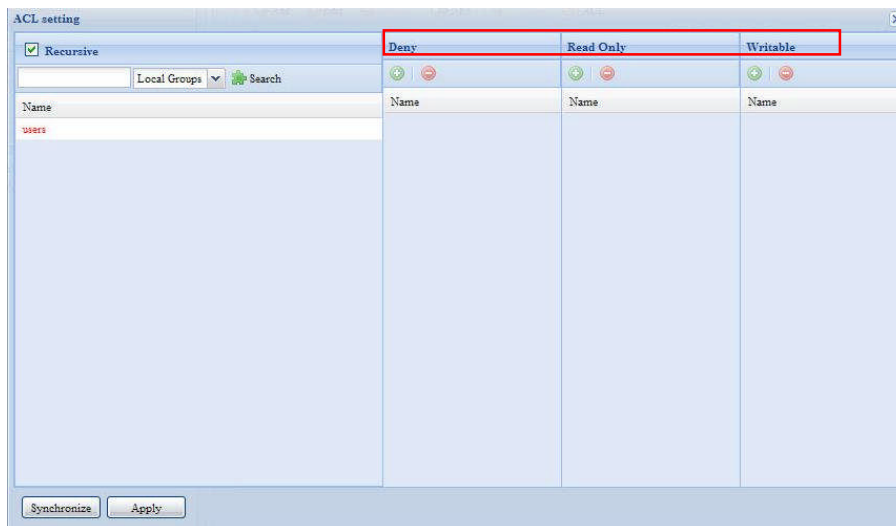 ACL setting
Recursive
Deny Read Only Writable
Local Groups Search
Name Name Name Name
users
Synchronize Apply